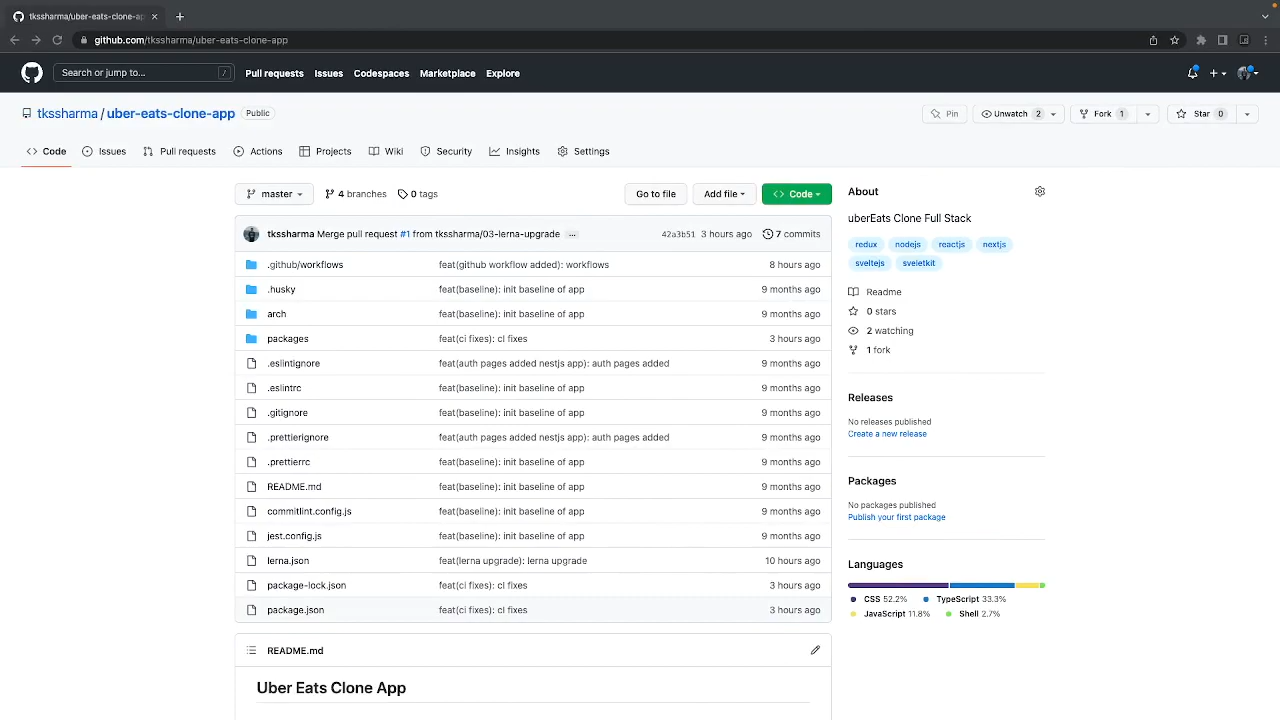 tkssharma/uber-eats-clone-ap
github.com/tkssharma/uber-eats-clone-app
Search or jump to... /
Pull requests Issues Codespaces Marketplace Explore
tkssharma / uber-eats-clone-app Public
Pin Unwatch 2 Fork 1 Star 0
Code Issues Pull requests Actions Projects Wiki Security Insights Settings
master 4 branches 0 tags Go to file Add file Code
tkssharma Merge pull request #1 from tkssharma/03-lerna-upgrade ... 42a3b51 3 hours ago 7 commits
.github/workflows feat(github workflow added): workflows 8 hours ago
.husky feat(baseline): init baseline of app 9 months ago
arch feat(baseline): init baseline of app 9 months ago
packages feat(ci fixes): cI fixes 3 hours ago
.eslintignore feat(auth pages added nestjs app): auth pages added 9 months ago
.eslintrc feat(baseline): init baseline of app 9 months ago
.gitignore feat(baseline): init baseline of app 9 months ago
.prettierignore feat(auth pages added nestjs app): auth pages added 9 months ago
.prettierrc feat(baseline): init baseline of app 9 months ago
README.md feat(baseline): init baseline of app 9 months ago
commitlint.config.js feat(baseline): init baseline of app 9 months ago
jest.config.js feat(baseline): init baseline of app 9 months ago
lerna.json feat(lerna upgrade): lerna upgrade 10 hours ago
package-lock.json feat(ci fixes): cI fixes 3 hours ago
package.json feat(ci fixes): cI fixes 3 hours ago
README.md
Uber Eats Clone App
About
uberEats Clone Full Stack
redux nodejs reactjs nextjs
sveltejs sveletkit
Readme
0 stars
2 watching
1 fork
Releases
No releases published
Create a new release
Packages
No packages published
Publish your first package
Languages
CSS 52.2% TypeScript 33.3%
JavaScript 11.8% Shell 2.7%